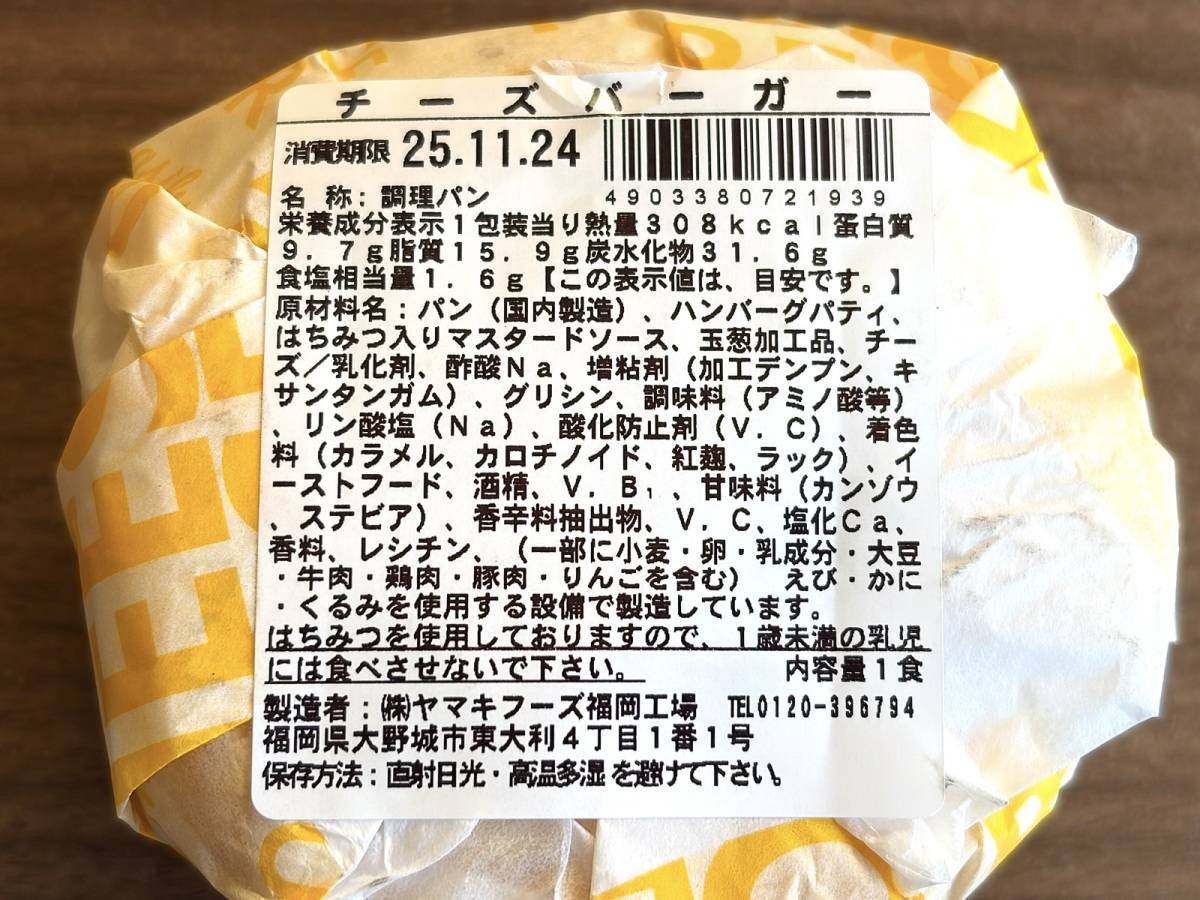 チーズバーガー
消費期限 25.11.24
4903380721939
名 称：調理パン
栄養成分表示１包装当り熱量３０８ｋｃａｌ蛋白質
９．７ｇ脂質１５．９ｇ炭水化物３１．６ｇ
食塩相当量１．６ｇ【この表示値は、目安です。】
原材料名：パン（国内製造）、ハンバーグパティ、
はちみつ入りマスタードソース、玉葱加工品、チー
ズ／乳化剤、酢酸Ｎａ、増粘剤（加工デンプン、キ
サンタンガム）、グリシン、調味料（アミノ酸等）
、リン酸塩（Ｎａ）、酸化防止剤（Ｖ．Ｃ）、着色
料（カラメル、カロチノイド、紅麹、ラック）、イ
ーストフード、酒精、Ｖ．Ｂ₁、甘味料（カンゾウ
、ステビア）、香辛料抽出物、Ｖ．Ｃ、塩化Ｃａ、
香料、レシチン、（一部に小麦・卵・乳成分・大豆
・牛肉・鶏肉・豚肉・りんごを含む） えび・かに
・くるみを使用する設備で製造しています。
はちみつを使用しておりますので、１歳未満の乳児
には食べさせないで下さい。 内容量１食
製造者：㈱ヤマキフーズ福岡工場 TEL0120-396794
福岡県大野城市東大利４丁目１番１号
保存方法：直射日光・高温多湿を避けて下さい。